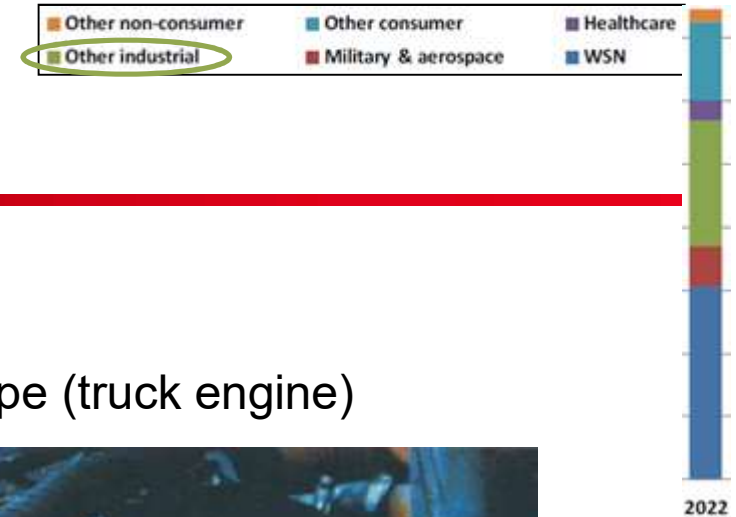 Other non-consumer Other consumer Healthcare
Other industrial Military & aerospace WSN
pe (truck engine)
2022